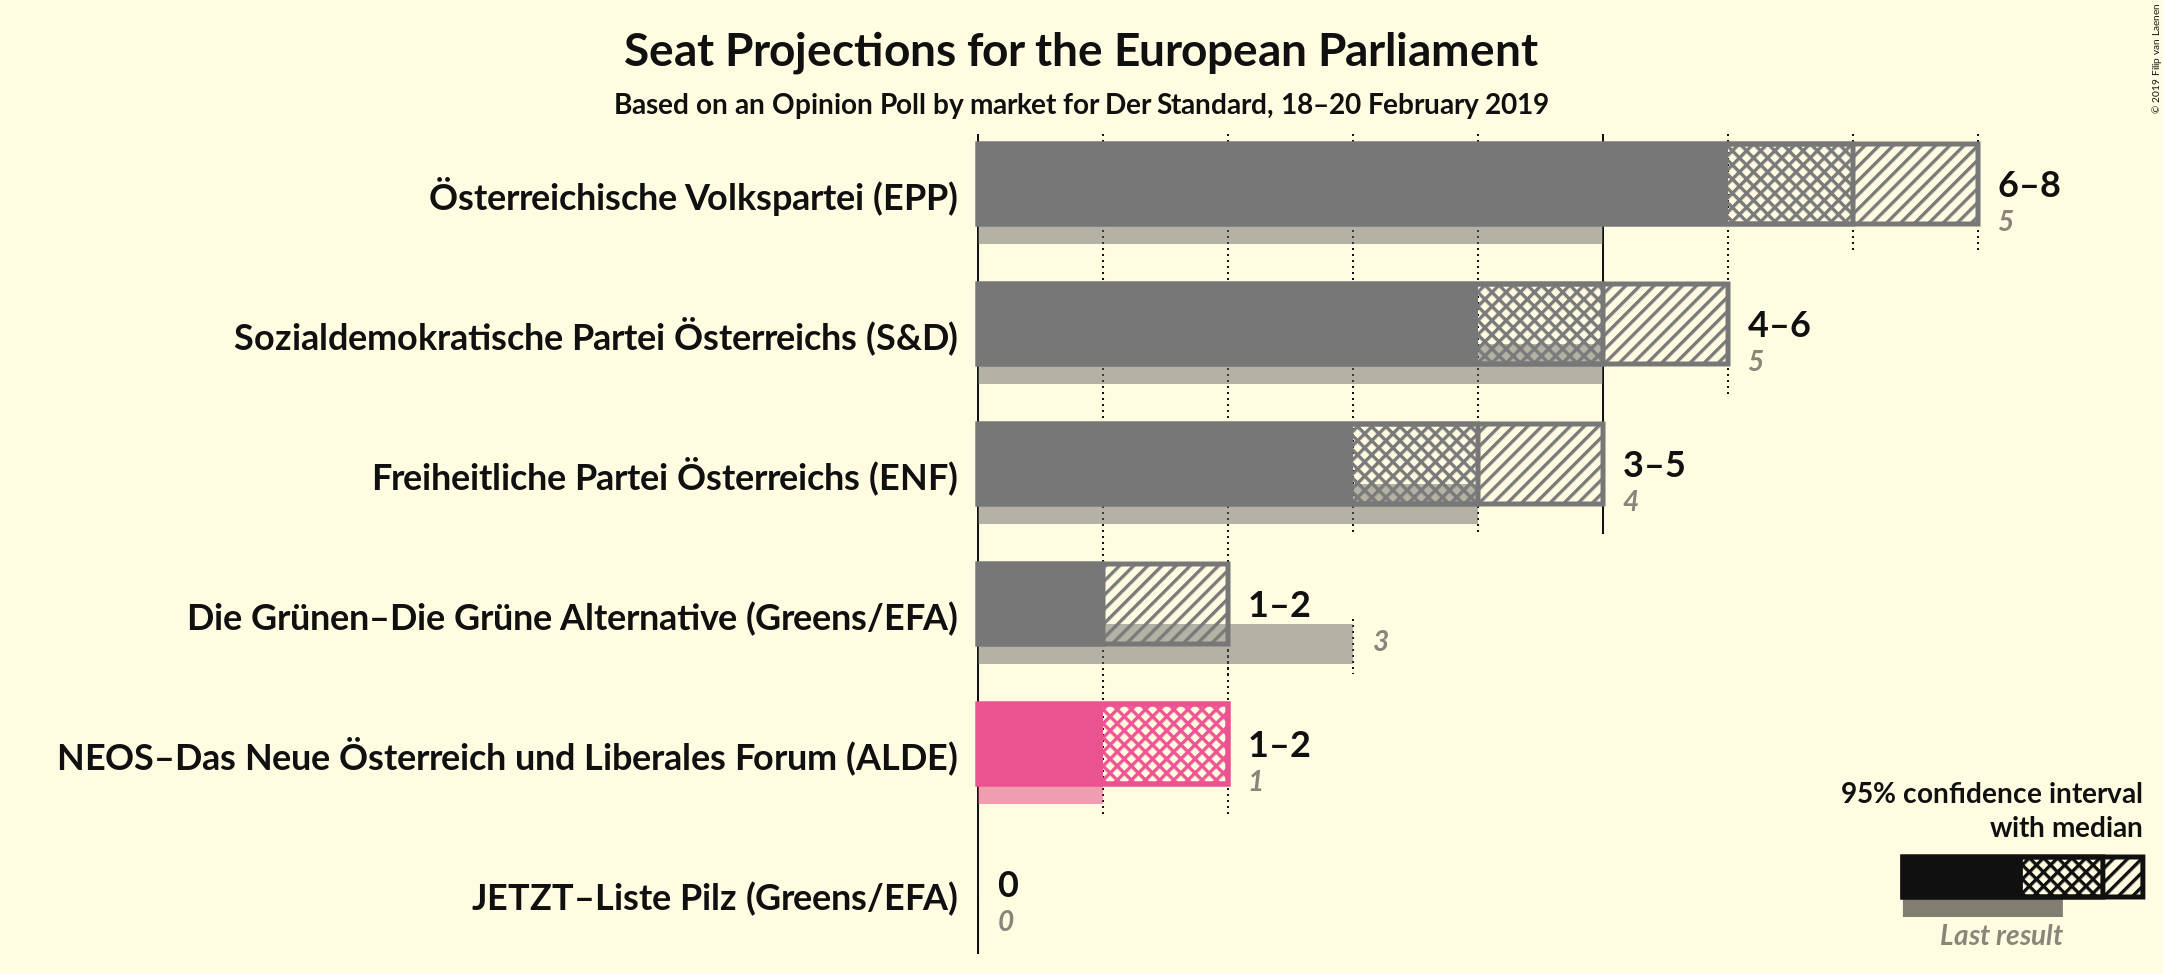 Seat Projections for the European Parliament
Based on an Opinion Poll by market for Der Standard, 18–20 February 2019
© 2019 Filip van Laenen
Österreichische Volkspartei (EPP)
6–8
5
Sozialdemokratische Partei Österreichs (S&D)
4–6
5
Freiheitliche Partei Österreichs (ENF)
3–5
4
Die Grünen–Die Grüne Alternative (Greens/EFA)
1–2
3
NEOS–Das Neue Österreich und Liberales Forum (ALDE)
1–2
1
JETZT–Liste Pilz (Greens/EFA)
0
0
95% confidence interval
with median
Last result